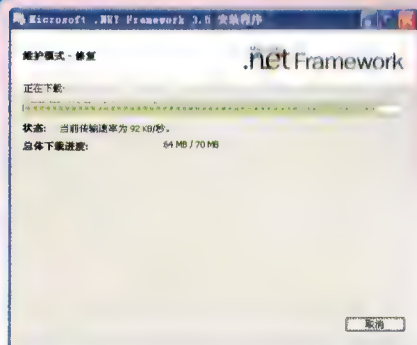 Microsoft .NET Framework 3.5 安装程序
维护模式 - 修复
.net Framework
正在下载:
状态: 当前传输速率为 92 KB/秒。
总体下载进度: 64 MB / 70 MB
取消